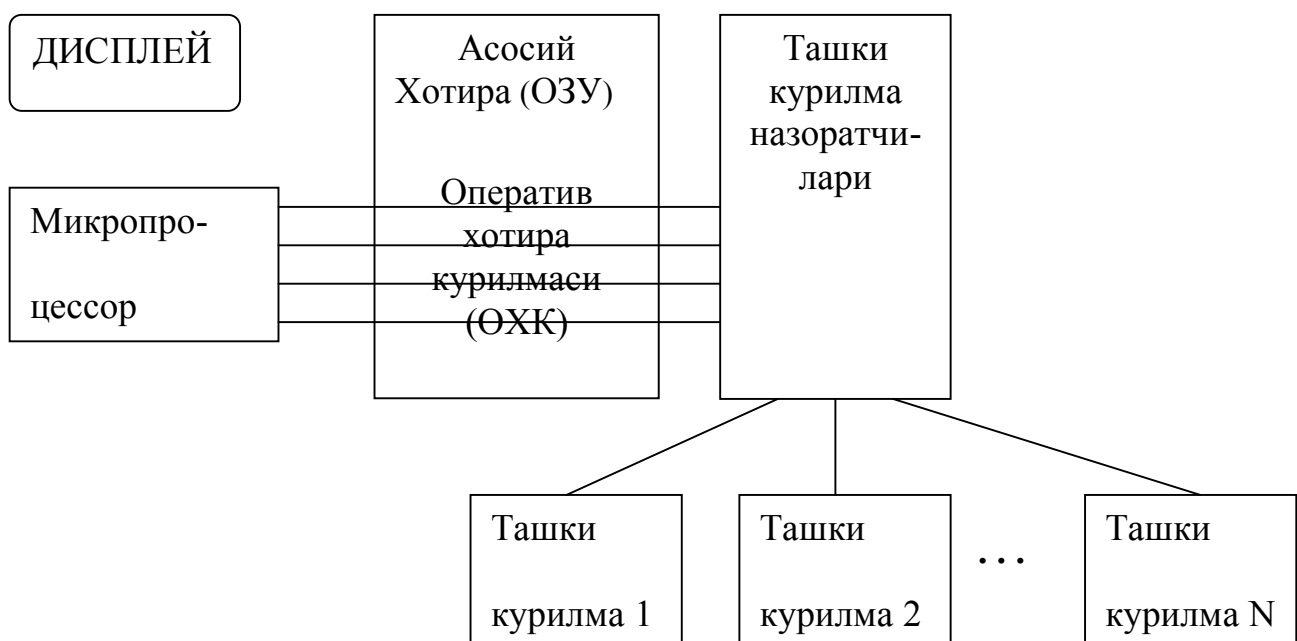 ДИСПЛЕЙ
Асосий
Хотира (ОЗУ)
Оператив
хотира
курилмаси
(ОХК)
Ташки
курилма
назоратчи-
лари
Микропро-
цессор
Ташки
курилма 1
Ташки
курилма 2
...
Ташки
курилма N